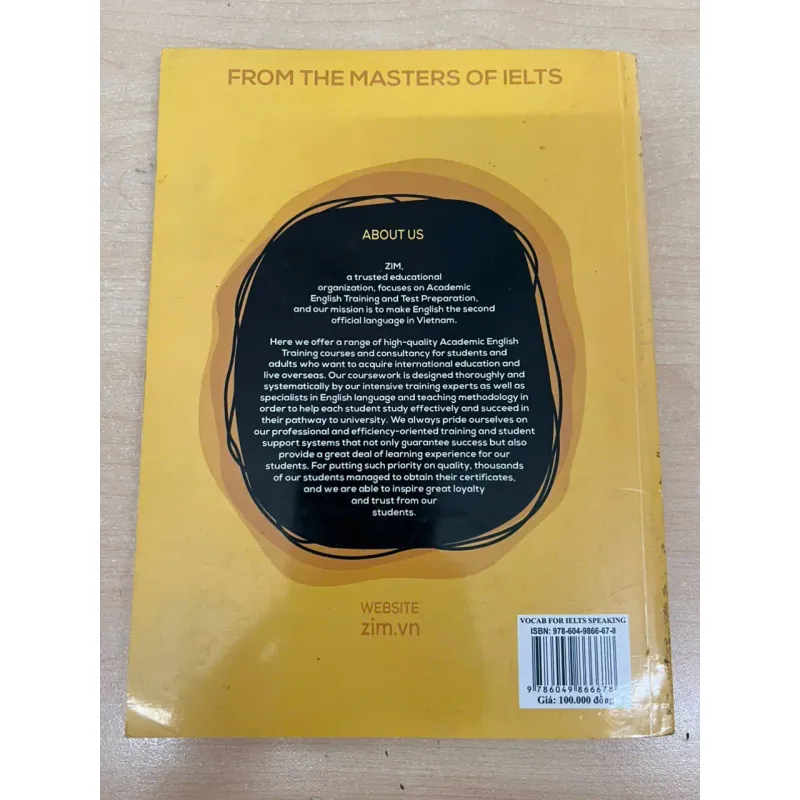 FROM THE MASTERS OF IELTS
ABOUT US
ZIM,
a trusted educational
organization, focuses on Academic
English Training and Test Preparation,
and our mission is to make English the second
official language in Vietnam.
Here we offer a range of high-quality Academic English
Training courses and consultancy for students and
adults who want to acquire international education and
live overseas. Our coursework is designed thoroughly and
systematically by our intensive training experts as well as
specialists in English language and teaching methodology in
order to help each student study effectively and succeed in
their pathway to university. We always pride ourselves on
our professional and efficiency-oriented training and student
support systems that not only guarantee success but also
provide a great deal of learning experience for our
students. For putting such priority on quality, thousands
of our students managed to obtain their certificates,
and we are able to inspire great loyalty
and trust from our
students.
WEBSITE
zim.vn
VOCAB FOR IELTS SPEAKING
ISBN: 978-604-9866-67-8
9 786049 866678
Giá: 100.000 đồng